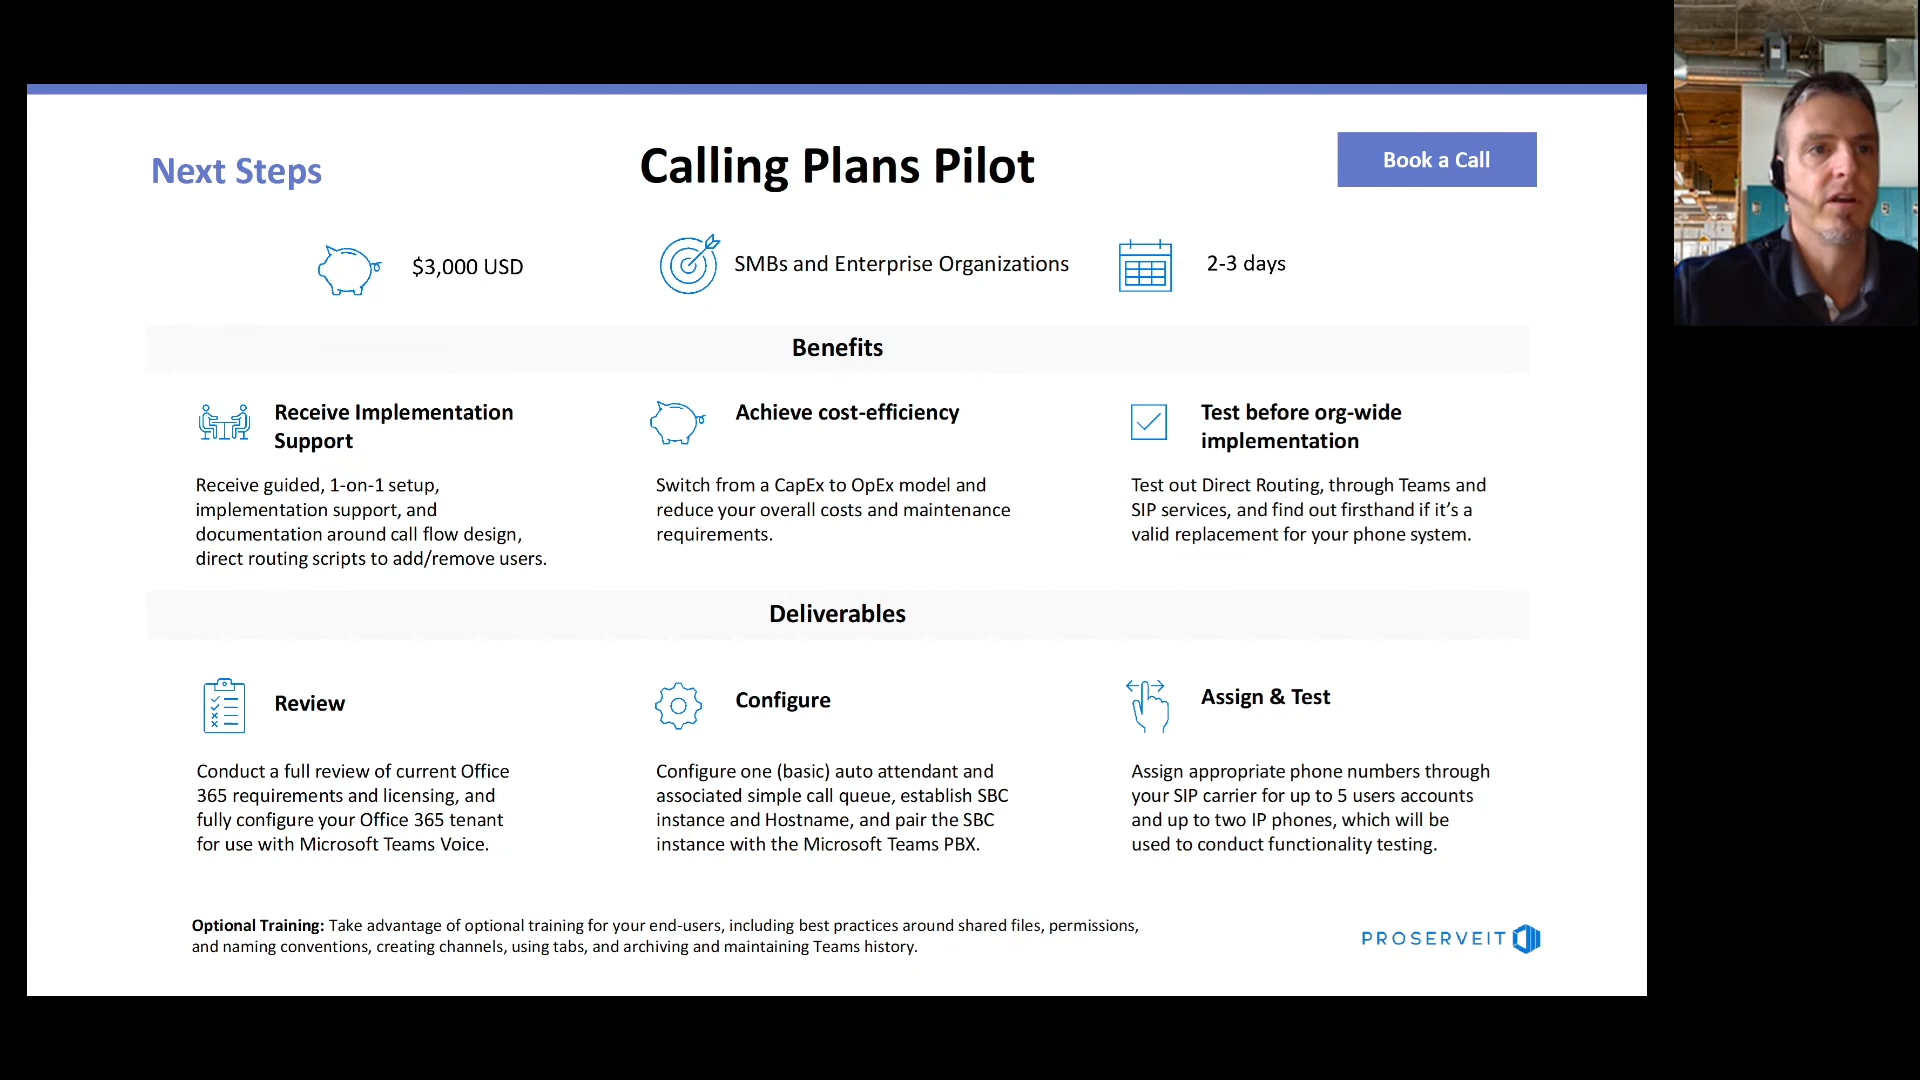 Next Steps
Calling Plans Pilot
Book a Call
$3,000 USD
SMBs and Enterprise Organizations
2-3 days
Benefits
Receive Implementation
Support
Receive guided, 1-on-1 setup,
implementation support, and
documentation around call flow design,
direct routing scripts to add/remove users.
Achieve cost-efficiency
Switch from a CapEx to OpEx model and
reduce your overall costs and maintenance
requirements.
Test before org-wide
implementation
Test out Direct Routing, through Teams and
SIP services, and find out firsthand if it’s a
valid replacement for your phone system.
Deliverables
Review
Conduct a full review of current Office
365 requirements and licensing, and
fully configure your Office 365 tenant
for use with Microsoft Teams Voice.
Configure
Configure one (basic) auto attendant and
associated simple call queue, establish SBC
instance and Hostname, and pair the SBC
instance with the Microsoft Teams PBX.
Assign & Test
Assign appropriate phone numbers through
your SIP carrier for up to 5 users accounts
and up to two IP phones, which will be
used to conduct functionality testing.
Optional Training: Take advantage of optional training for your end-users, including best practices around shared files, permissions,
and naming conventions, creating channels, using tabs, and archiving and maintaining Teams history.
PROSERVEIT